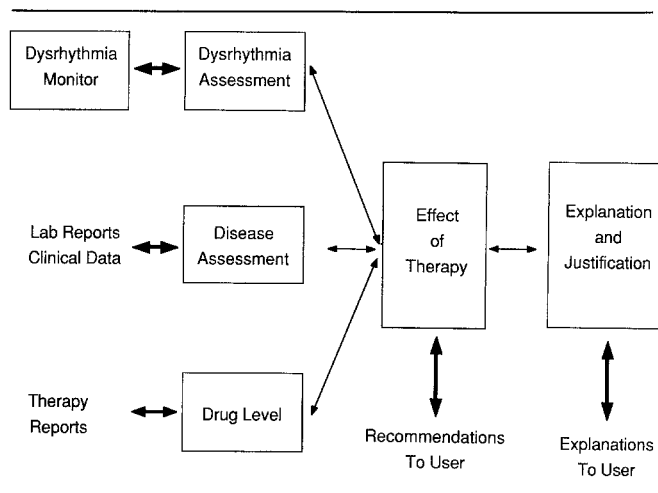 Dysrhythmia
Monitor
Dysrhythmia
Assessment
Lab Reports
Clinical Data
Disease
Assessment
Effect
of
Therapy
Explanation
and
Justification
Therapy
Reports
Drug Level
Recommendations
To User
Explanations
To User